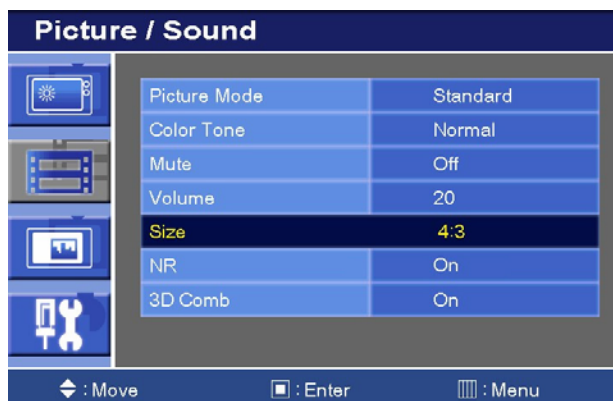 Picture / Sound
Picture Mode Standard
Color Tone Normal
Mute Off
Volume 20
Size 4:3
NR On
3D Comb On
: Move : Enter : Menu